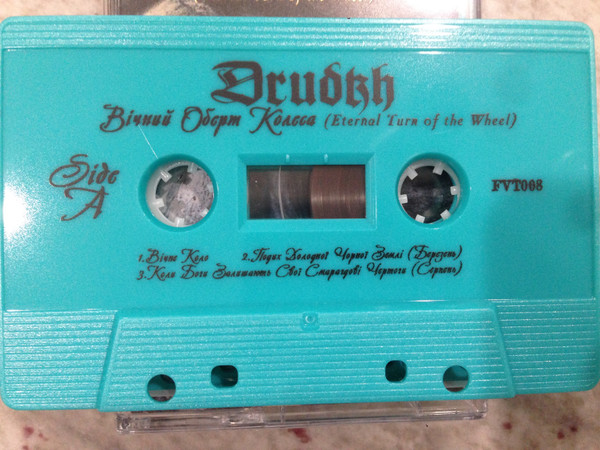 Drudkh
Вічний Оберт Колеса (Eternal Turn of the Wheel)
Side
A
FVT008
1.Вічне Коло 2.Подих Холодної Чорної Землі (Березень)
3.Коли Боги Залишають Свої Смарагдові Чертоги (Серпень)